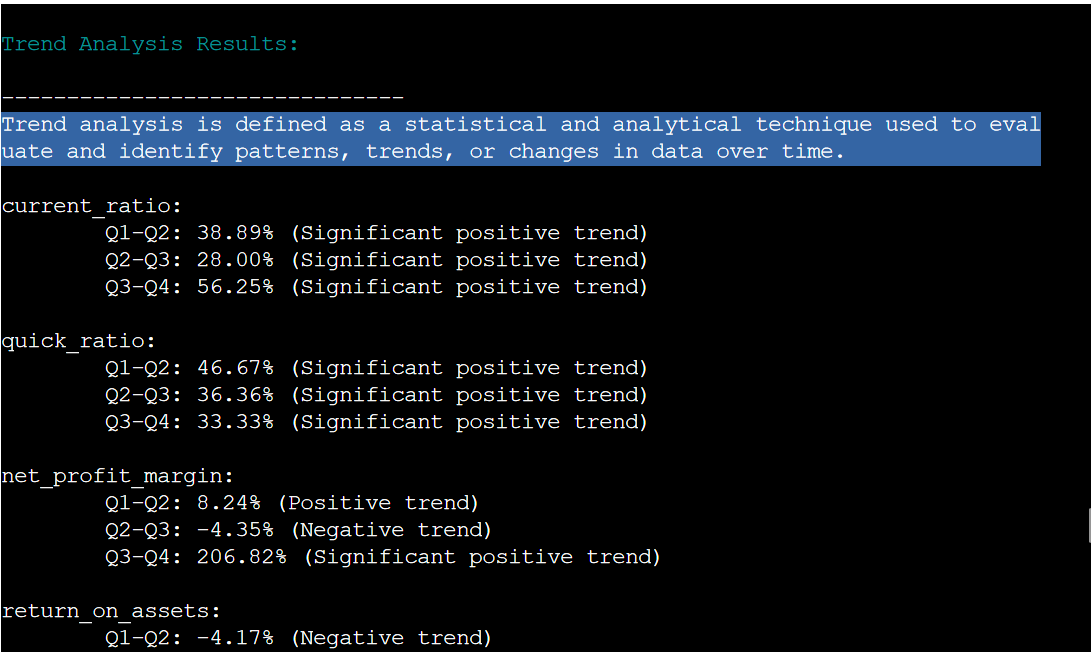 Trend Analysis Results:
-------------------------------
Trend analysis is defined as a statistical and analytical technique used to eval
uate and identify patterns, trends, or changes in data over time.
current_ratio:
Q1-Q2: 38.89% (Significant positive trend)
Q2-Q3: 28.00% (Significant positive trend)
Q3-Q4: 56.25% (Significant positive trend)
quick_ratio:
Q1-Q2: 46.67% (Significant positive trend)
Q2-Q3: 36.36% (Significant positive trend)
Q3-Q4: 33.33% (Significant positive trend)
net_profit_margin:
Q1-Q2: 8.24% (Positive trend)
Q2-Q3: -4.35% (Negative trend)
Q3-Q4: 206.82% (Significant positive trend)
return_on_assets:
Q1-Q2: -4.17% (Negative trend)